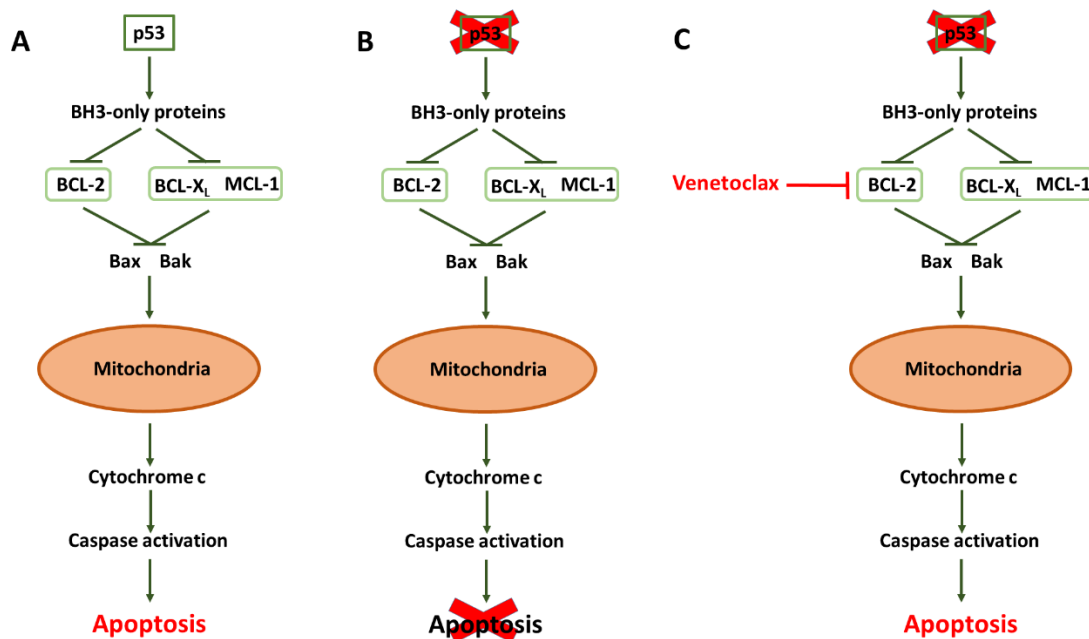 A
p53
BH3-only proteins
BCL-2
BCL-XL MCL-1
Bax Bak
Mitochondria
Cytochrome c
Caspase activation
Apoptosis
B
p53
BH3-only proteins
BCL-2
BCL-XL MCL-1
Bax Bak
Mitochondria
Cytochrome c
Caspase activation
Apoptosis
C
p53
BH3-only proteins
Venetoclax
BCL-2
BCL-XL MCL-1
Bax Bak
Mitochondria
Cytochrome c
Caspase activation
Apoptosis